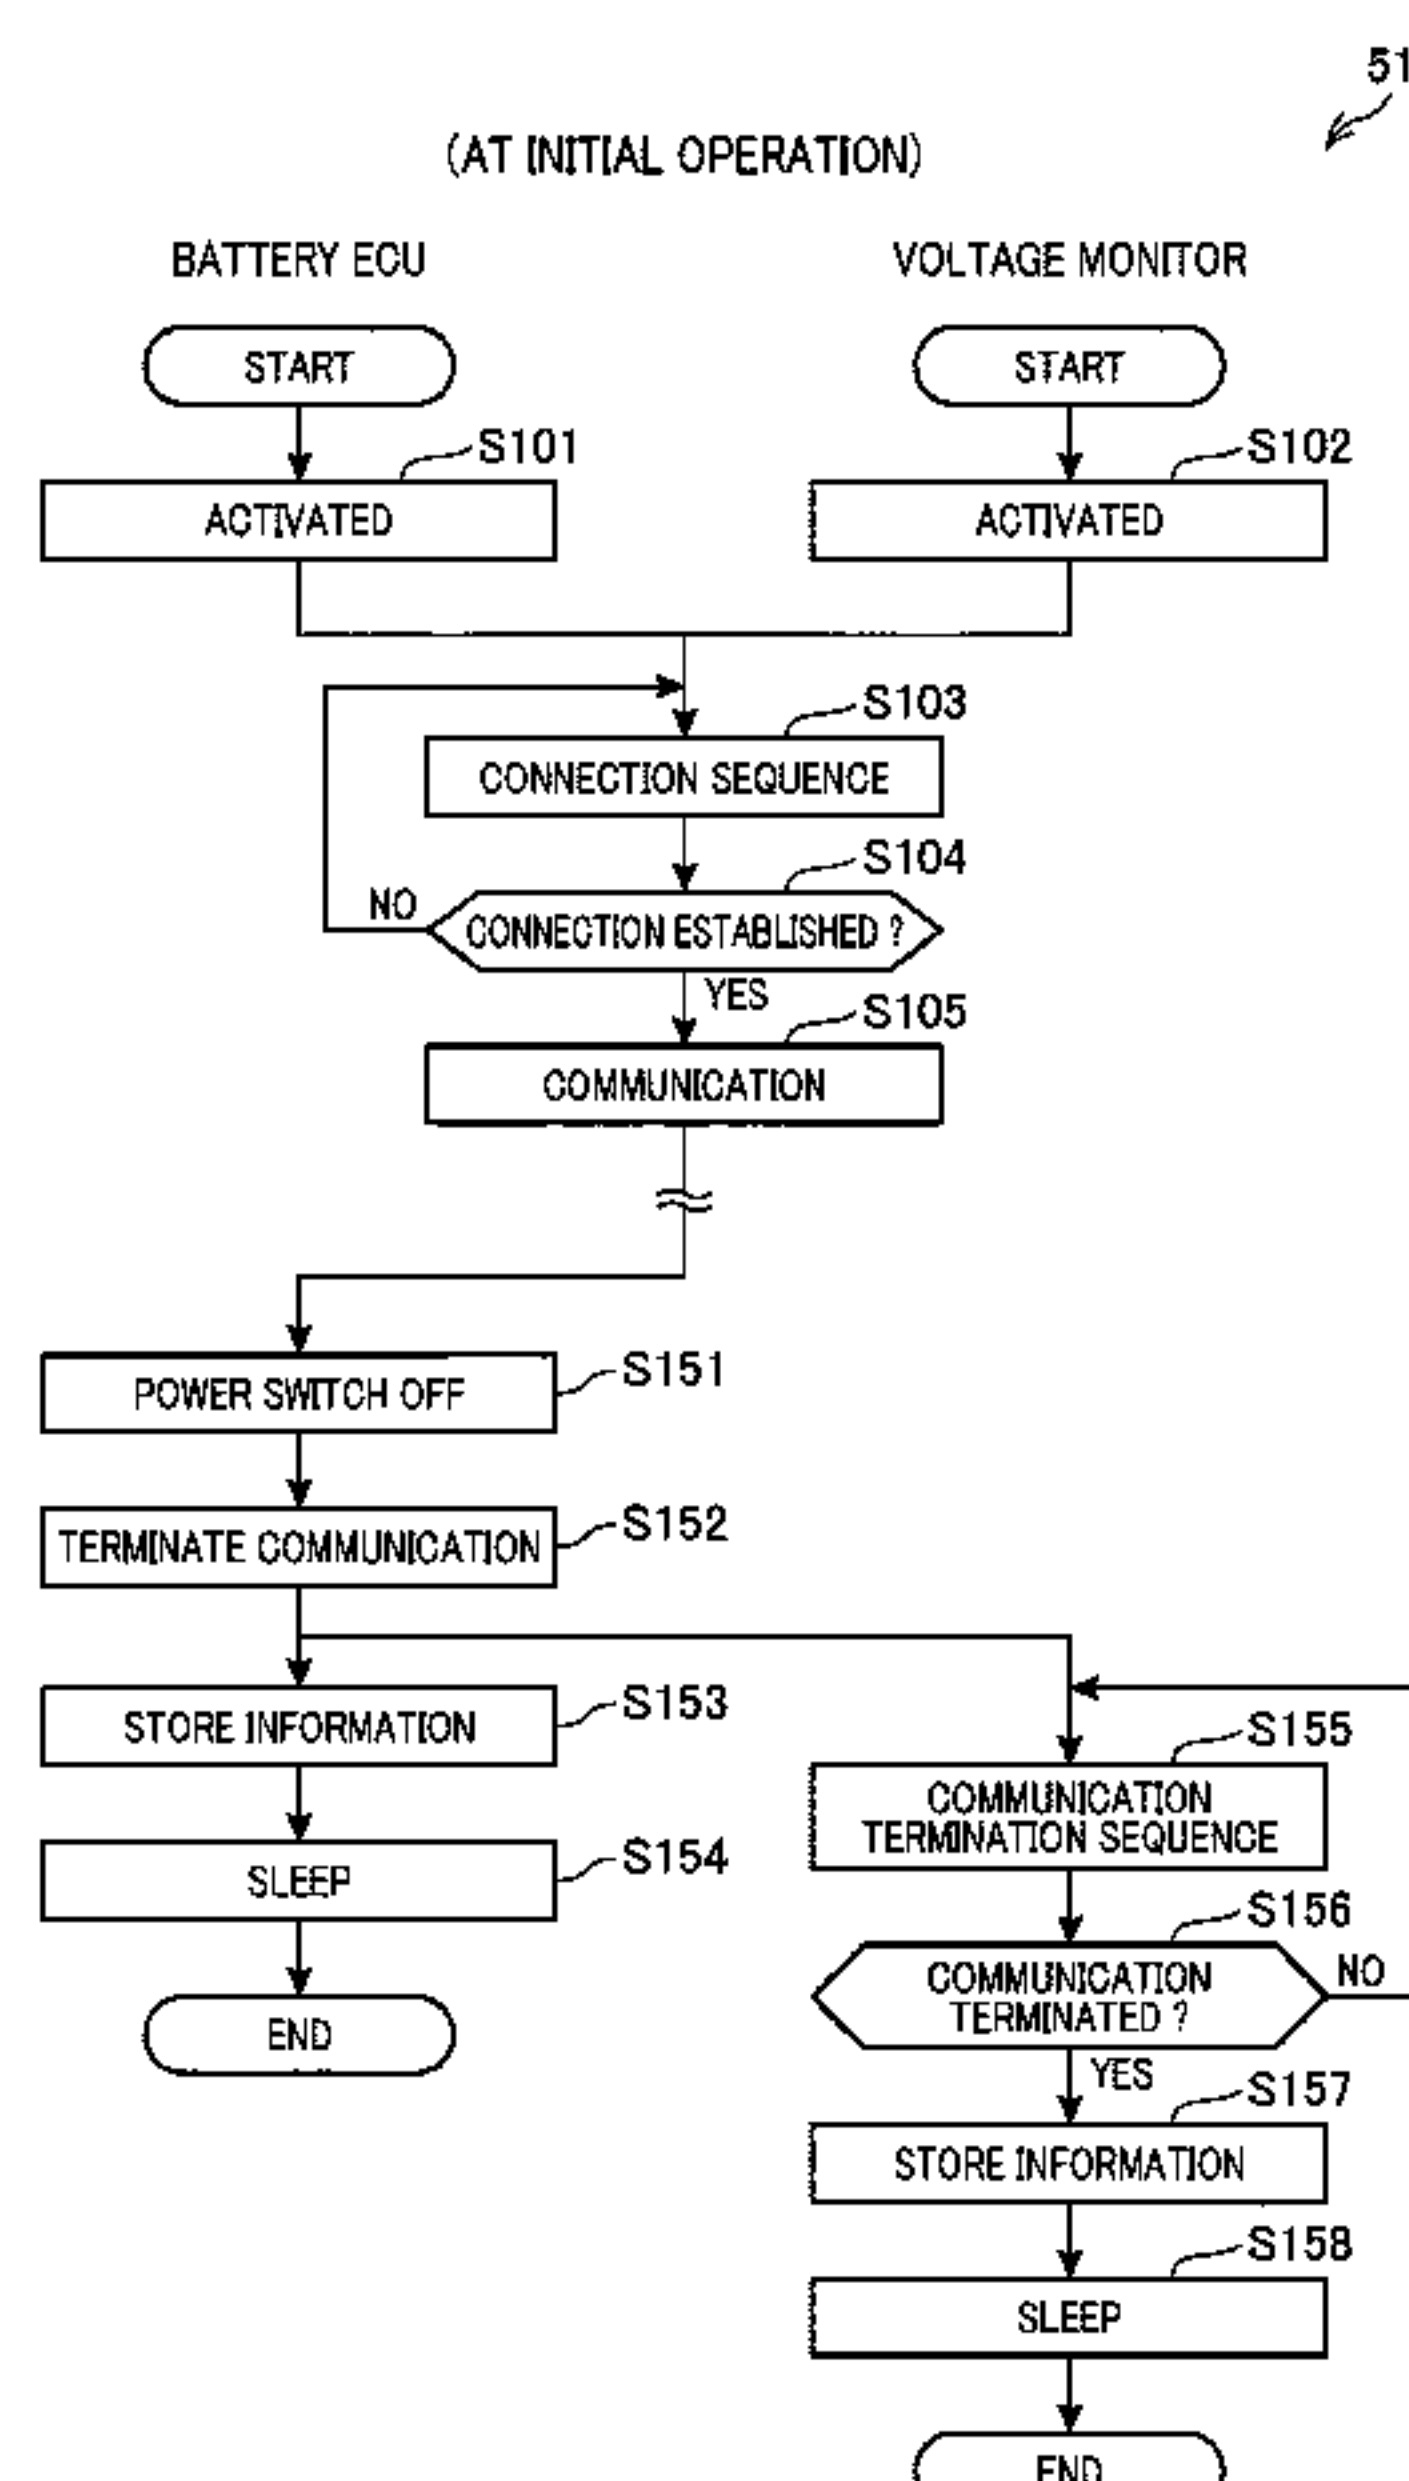 51
(AT INITIAL OPERATION)
BATTERY ECU
VOLTAGE MONITOR
START
START
S101
S102
ACTIVATED
ACTIVATED
S103
CONNECTION SEQUENCE
S104
NO
CONNECTION ESTABLISHED ?
YES
S105
COMMUNICATION
POWER SWITCH OFF
S151
TERMINATE COMMUNICATION
S152
STORE INFORMATION
S153
SLEEP
S154
END
S155
COMMUNICATION
TERMINATION SEQUENCE
S156
COMMUNICATION
TERMINATED ?
NO
YES
S157
STORE INFORMATION
S158
SLEEP
END